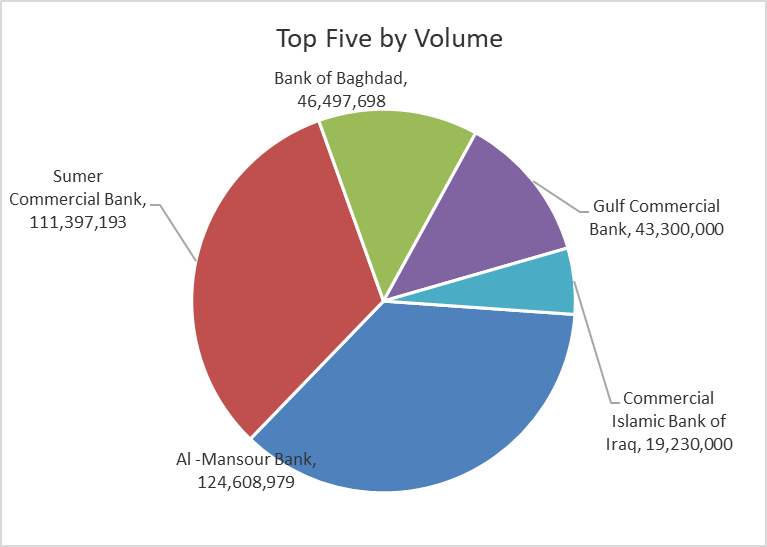 Top Five by Volume
Bank of Baghdad,
46,497,698
Sumer
Commercial Bank,
111,397,193
Gulf Commercial
Bank, 43,300,000
Commercial
Islamic Bank of
Iraq, 19,230,000
Al -Mansour Bank,
124,608,979